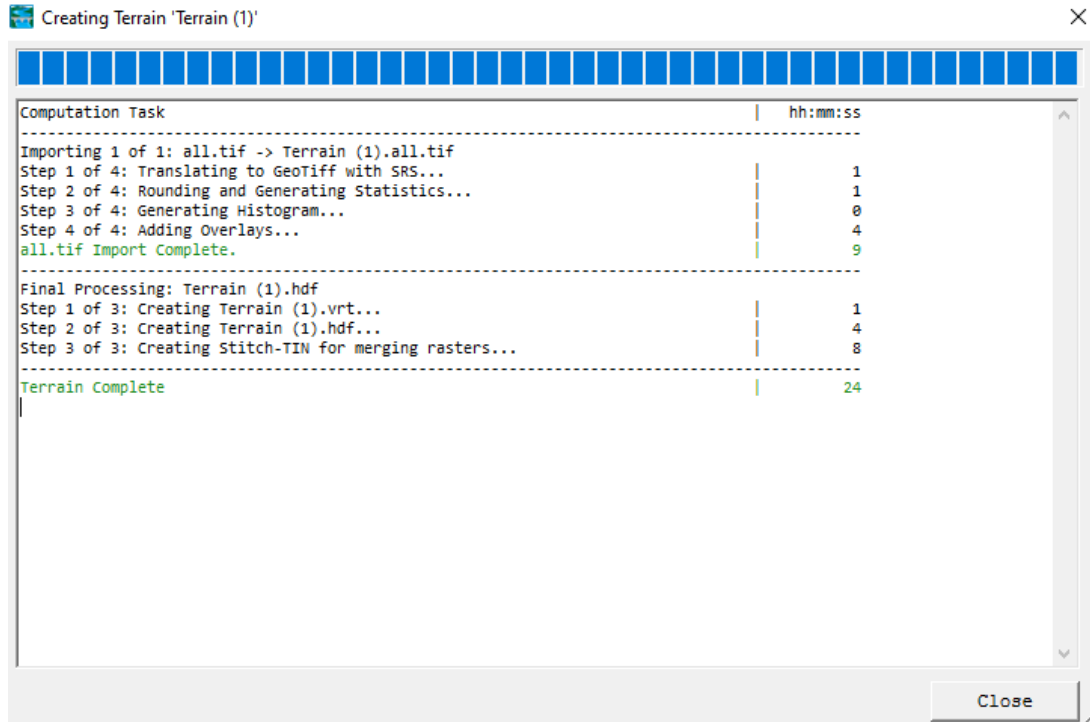 Creating Terrain 'Terrain (1)'
Computation Task | hh:mm:ss
--------------------------------------------------------------------------------------------------------
Importing 1 of 1: all.tif -> Terrain (1).all.tif
Step 1 of 4: Translating to GeoTiff with SRS... | 1
Step 2 of 4: Rounding and Generating Statistics... | 1
Step 3 of 4: Generating Histogram... | 0
Step 4 of 4: Adding Overlays... | 4
all.tif Import Complete. | 9
--------------------------------------------------------------------------------------------------------
Final Processing: Terrain (1).hdf
Step 1 of 3: Creating Terrain (1).vrt... | 1
Step 2 of 3: Creating Terrain (1).hdf... | 4
Step 3 of 3: Creating Stitch-TIN for merging rasters... | 8
--------------------------------------------------------------------------------------------------------
Terrain Complete | 24
Close